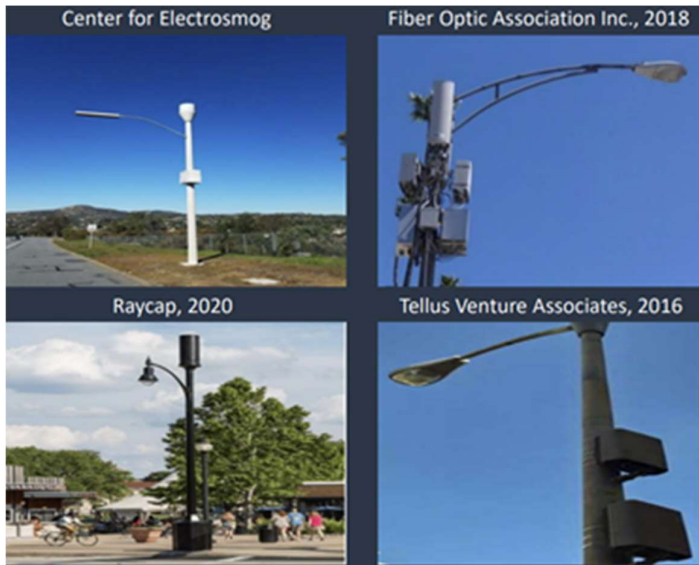 Center for Electrosmog
Fiber Optic Association Inc., 2018
Raycap, 2020
Tellus Venture Associates, 2016